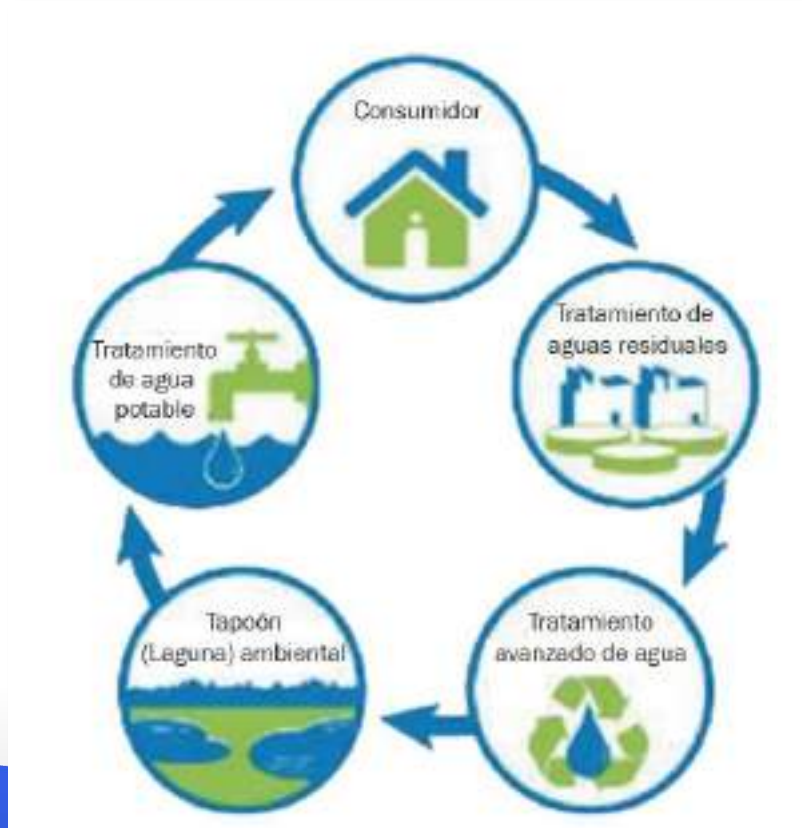 Consumidor
Tratamiento de
aguas residuales
Tratamiento
avanzado de agua
Tapoón
(Laguna) ambiental
Tratamiento
de agua
potable